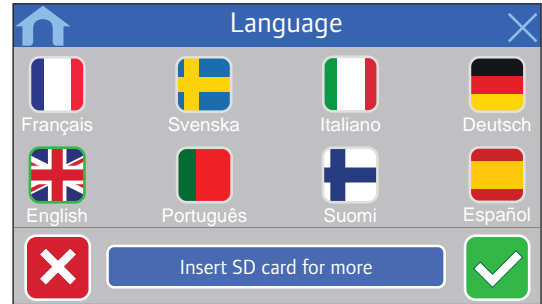 Language
Français Svenska Italiano Deutsch
English Português Suomi Español
Insert SD card for more